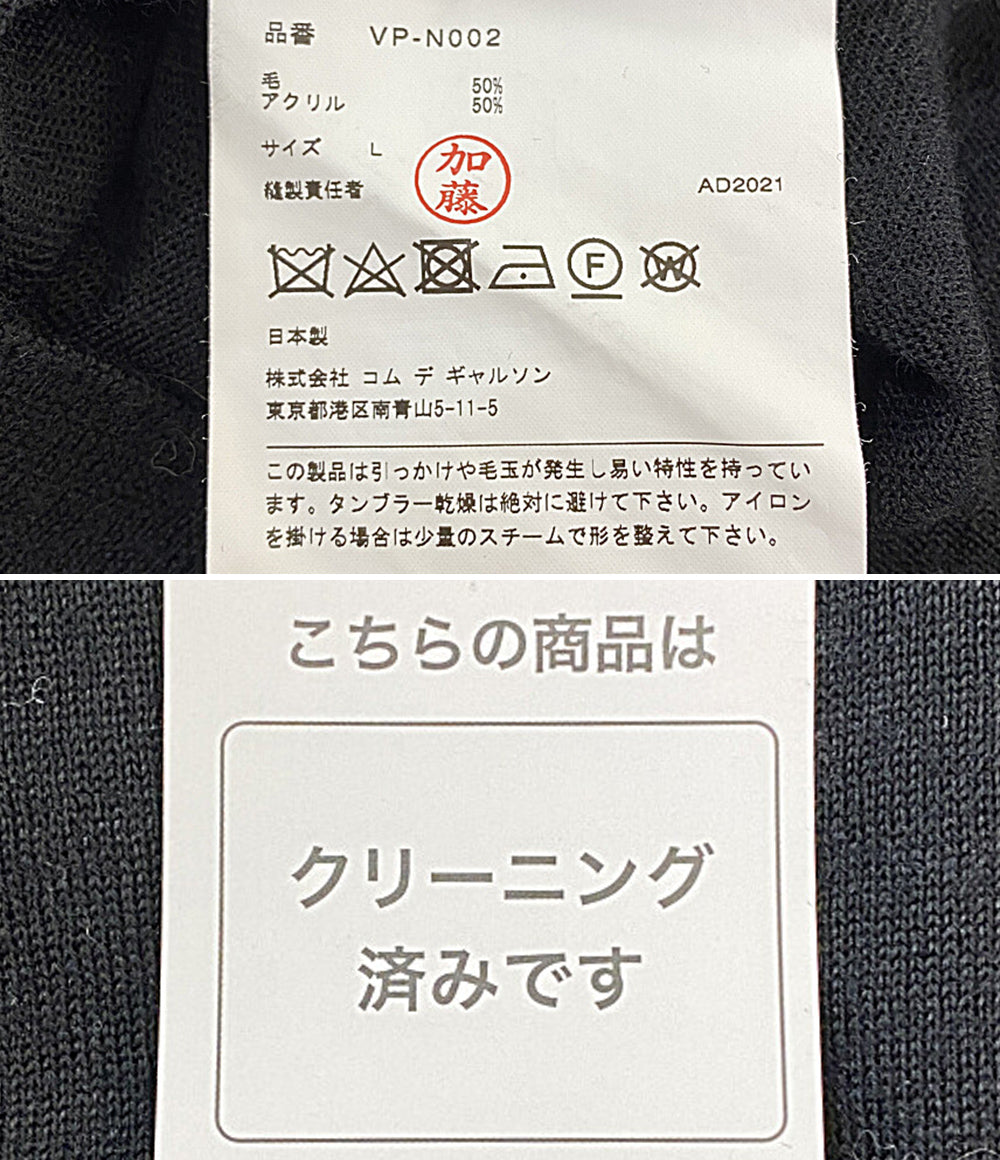 品番 VP-N002
毛 50%
アクリル 50%
サイズ L
縫製責任者 加藤 AD2021
F W
日本製
株式会社 コム デ ギャルソン
東京都港区南青山5-11-5
この製品は引っかけや毛玉が発生し易い特性を持ってい
ます。タンブラー乾燥は絶対に避けて下さい。アイロン
を掛ける場合は少量のスチームで形を整えて下さい。
こちらの商品は
クリーニング
済みです